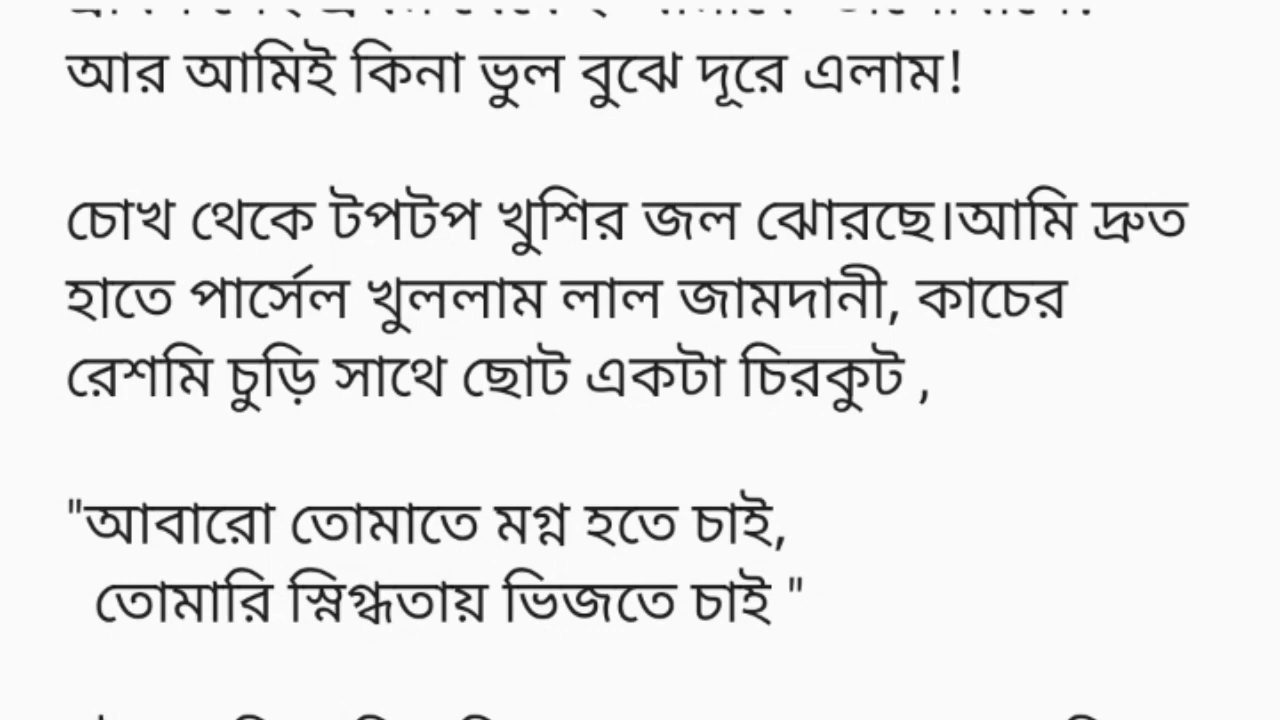 আর আমিই কিনা ভুল বুঝে দূরে এলাম!
চোখ থেকে টপটপ খুশির জল ঝোরছে।আমি দ্রুত
হাতে পার্সেল খুললাম লাল জামদানী, কাচের
রেশমি চুড়ি সাথে ছোট একটা চিরকুট ,
"আবারো তোমাতে মগ্ন হতে চাই,
তোমারি স্নিগ্ধতায় ভিজতে চাই "